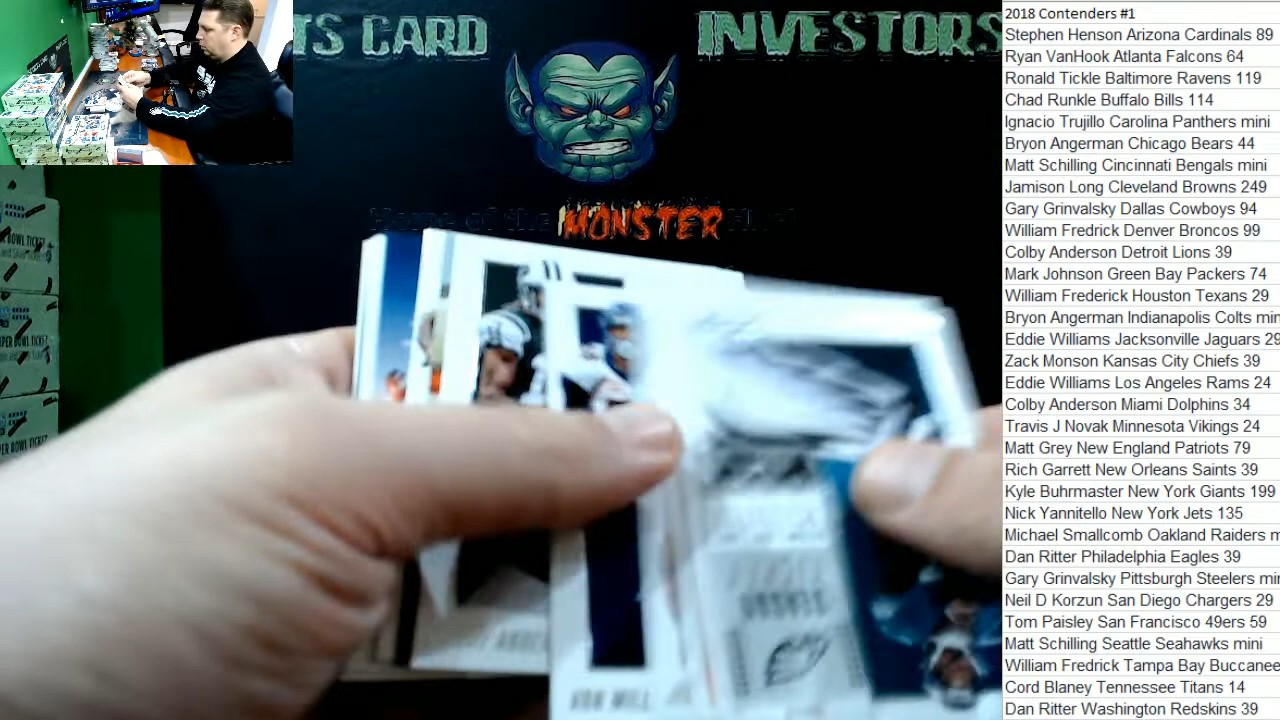 TS CARD INVESTORS
Home of the MONSTER
2018 Contenders #1
Stephen Henson Arizona Cardinals 89
Ryan VanHook Atlanta Falcons 64
Ronald Tickle Baltimore Ravens 119
Chad Runkle Buffalo Bills 114
Ignacio Trujillo Carolina Panthers mini
Bryon Angerman Chicago Bears 44
Matt Schilling Cincinnati Bengals mini
Jamison Long Cleveland Browns 249
Gary Grinvalsky Dallas Cowboys 94
William Fredrick Denver Broncos 99
Colby Anderson Detroit Lions 39
Mark Johnson Green Bay Packers 74
William Frederick Houston Texans 29
Bryon Angerman Indianapolis Colts min
Eddie Williams Jacksonville Jaguars 29
Zack Monson Kansas City Chiefs 39
Eddie Williams Los Angeles Rams 24
Colby Anderson Miami Dolphins 34
Travis J Novak Minnesota Vikings 24
Matt Grey New England Patriots 79
Rich Garrett New Orleans Saints 39
Kyle Buhrmaster New York Giants 199
Nick Yannitello New York Jets 135
Michael Smallcomb Oakland Raiders m
Dan Ritter Philadelphia Eagles 39
Gary Grinvalsky Pittsburgh Steelers min
Neil D Korzun San Diego Chargers 29
Tom Paisley San Francisco 49ers 59
Matt Schilling Seattle Seahawks mini
William Fredrick Tampa Bay Buccanee
Cord Blaney Tennessee Titans 14
Dan Ritter Washington Redskins 39
VON MILL